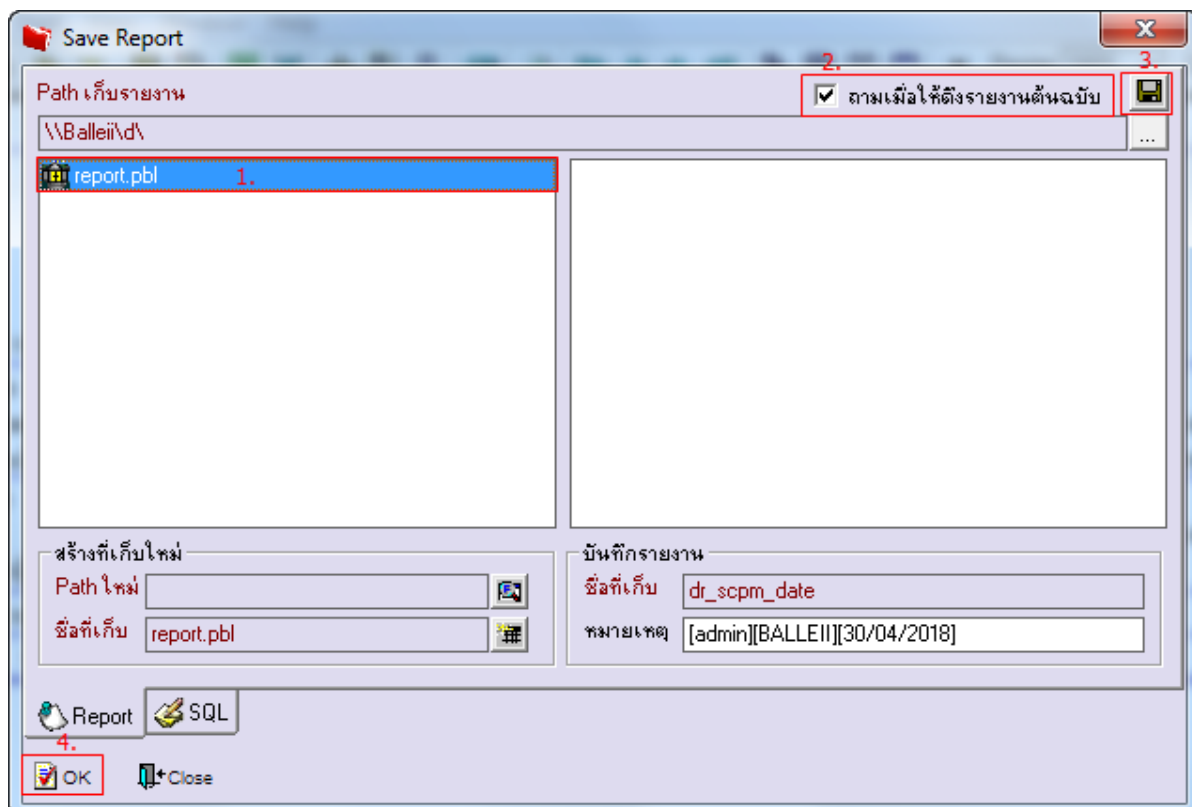 Save Report
2.
3.
Path เก็บรายงาน
ถามเมื่อให้ดึงรายงานต้นฉบับ
\\Balleii\d\
...
report.pbl
1.
สร้างที่เก็บใหม่
Path ใหม่
ชื่อที่เก็บ report.pbl
บันทึกรายงาน
ชื่อที่เก็บ dr_scpm_date
หมายเหตุ [admin][BALLEII][30/04/2018]
Report
SQL
4.
OK
Close